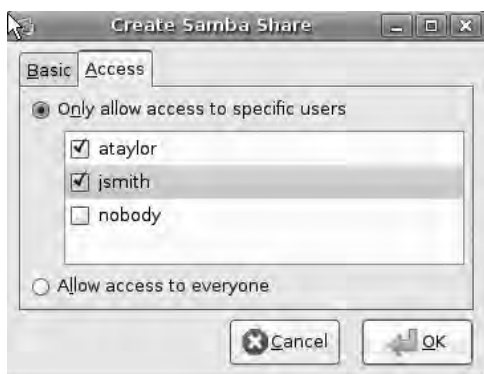 Create Samba Share
Basic Access
Only allow access to specific users
ataylor
jsmith
nobody
Allow access to everyone
Cancel OK